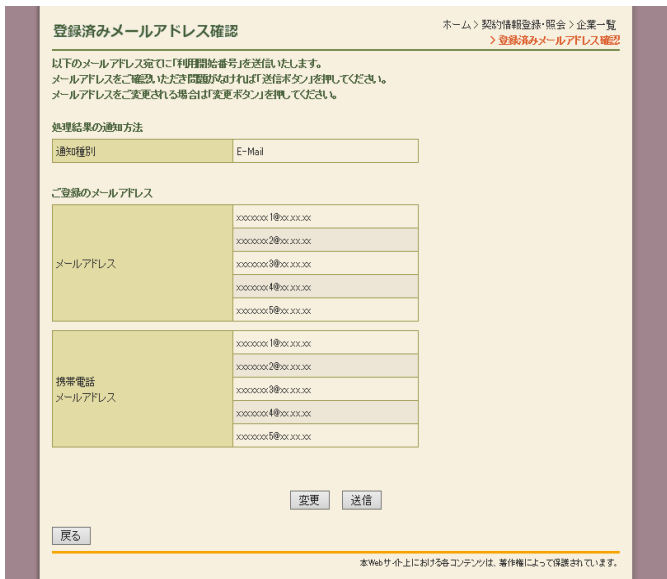 登録済みメールアドレス確認
ホーム > 契約情報登録・照会 > 企業一覧
> 登録済みメールアドレス確認
以下のメールアドレス宛てに「利用開始番号」を送信いたします。
メールアドレスをご確認いただき問題がなければ「送信ボタン」を押してください。
メールアドレスをご変更される場合は「変更ボタン」を押してください。
処理結果の通知方法
通知種別 E-Mail
ご登録のメールアドレス
メールアドレス
xxxxxxx1@xx.xx.xx
xxxxxxx2@xx.xx.xx
xxxxxxx3@xx.xx.xx
xxxxxxx4@xx.xx.xx
xxxxxxx5@xx.xx.xx
携帯電話
メールアドレス
xxxxxxx1@xx.xx.xx
xxxxxxx2@xx.xx.xx
xxxxxxx3@xx.xx.xx
xxxxxxx4@xx.xx.xx
xxxxxxx5@xx.xx.xx
変更 送信
戻る
本Webサイト上における各コンテンツは、著作権によって保護されています。